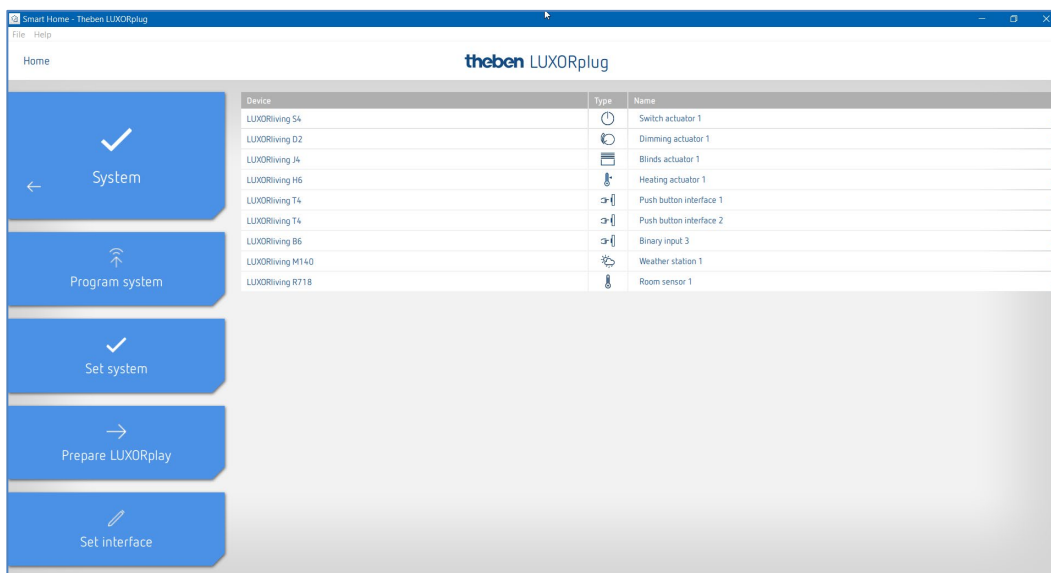 Smart Home - Theben LUXORplug
File Help
Home
theben LUXORplug
System
Program system
Set system
Prepare LUXORplay
Set interface
Device Type Name
LUXORliving S4 Switch actuator 1
LUXORliving D2 Dimming actuator 1
LUXORliving J4 Blinds actuator 1
LUXORliving H6 Heating actuator 1
LUXORliving T4 Push button interface 1
LUXORliving T4 Push button interface 2
LUXORliving B6 Binary input 3
LUXORliving M140 Weather station 1
LUXORliving R718 Room sensor 1